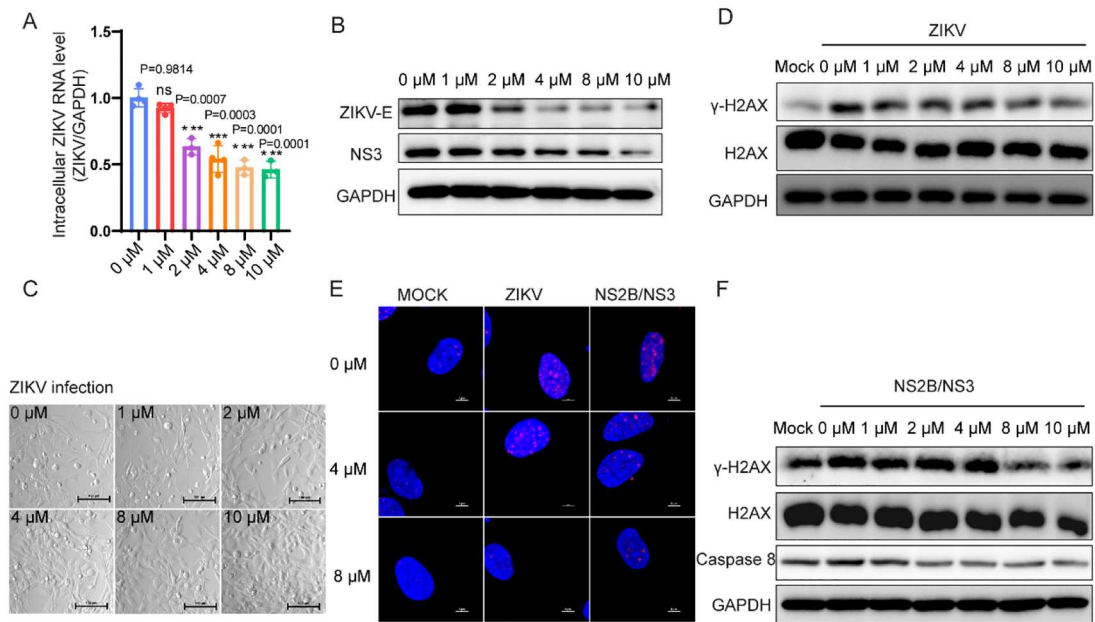 A
Intracellular ZIKV RNA level
(ZIKV/GAPDH)
1.5
1.0
0.5
0.0
P=0.9814
ns
P=0.0007
***
P=0.0003
***
P=0.0001
***
P=0.0001
***
0 µM
1 µM
2 µM
4 µM
8 µM
10 µM
B
0 µM 1 µM 2 µM 4 µM 8 µM 10 µM
ZIKV-E
NS3
GAPDH
D
ZIKV
Mock 0 µM 1 µM 2 µM 4 µM 8 µM 10 µM
γ-H2AX
H2AX
GAPDH
C
ZIKV infection
0 µM 1 µM 2 µM
4 µM 8 µM 10 µM
E
MOCK ZIKV NS2B/NS3
0 µM
4 µM
8 µM
F
NS2B/NS3
Mock 0 µM 1 µM 2 µM 4 µM 8 µM 10 µM
γ-H2AX
H2AX
Caspase 8
GAPDH